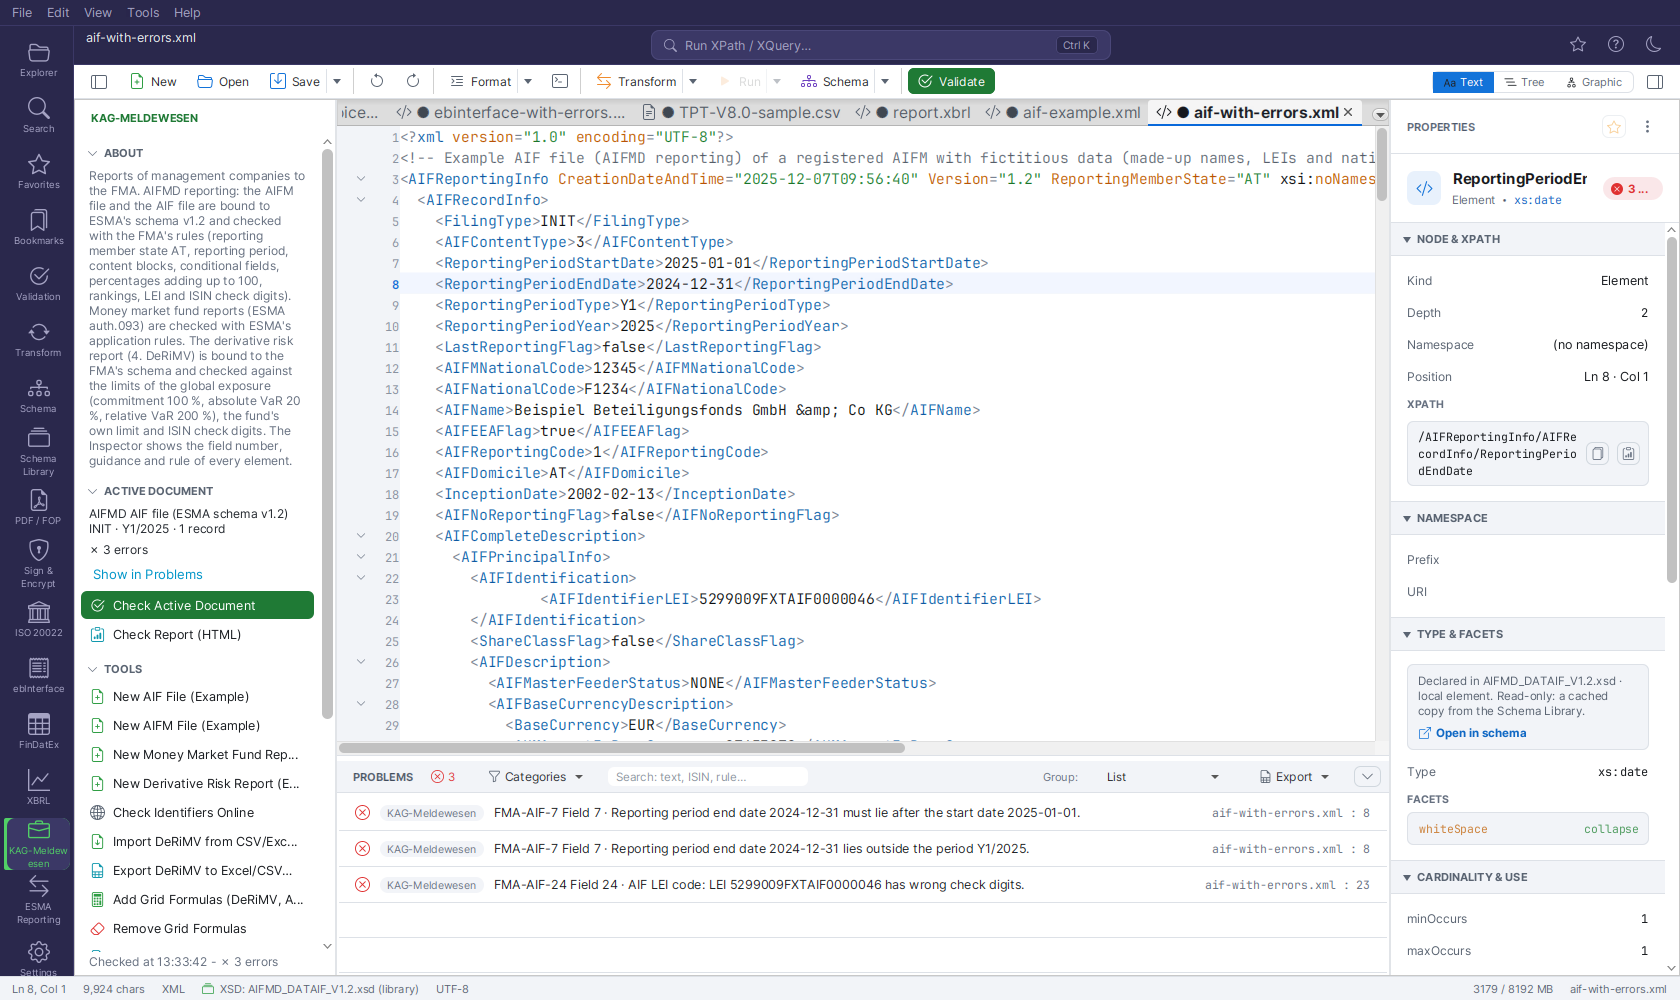 File Edit View Tools Help
aif-with-errors.xml
Run XPath / XQuery... Ctrl K
New Open Save Format Transform Run Schema Validate Aa Text Tree Graphic
Explorer
Search
Favorites
Bookmarks
Validation
Transform
Schema
Schema
Library
PDF / FOP
Sign &
Encrypt
ISO 20022
ebInterface
FinDatEx
XBRL
KAG-Meldew
esen
ESMA
Reporting
Settings
KAG-MELDEWESEN
ABOUT
Reports of management companies to
the FMA. AIFMD reporting: the AIFM
file and the AIF file are bound to
ESMA's schema v1.2 and checked
with the FMA's rules (reporting
member state AT, reporting period,
content blocks, conditional fields,
percentages adding up to 100,
rankings, LEI and ISIN check digits).
Money market fund reports (ESMA
auth.093) are checked with ESMA's
application rules. The derivative risk
report (4. DeRiMV) is bound to the
FMA's schema and checked against
the limits of the global exposure
(commitment 100 %, absolute VaR 20
%, relative VaR 200 %), the fund's
own limit and ISIN check digits. The
Inspector shows the field number,
guidance and rule of every element.
ACTIVE DOCUMENT
AIFMD AIF file (ESMA schema v1.2)
INIT · Y1/2025 · 1 record
× 3 errors
Show in Problems
Check Active Document
Check Report (HTML)
TOOLS
New AIF File (Example)
New AIFM File (Example)
New Money Market Fund Rep...
New Derivative Risk Report (E...
Check Identifiers Online
Import DeRiMV from CSV/Exc...
Export DeRiMV to Excel/CSV...
Add Grid Formulas (DeRiMV, A...
Remove Grid Formulas
Checked at 13:33:42 - × 3 errors
oice... ebinterface-with-errors.... TPT-V8.0-sample.csv report.xbrl aif-example.xml aif-with-errors.xml
1 <?xml version="1.0" encoding="UTF-8"?>
2 <!-- Example AIF file (AIFMD reporting) of a registered AIFM with fictitious data (made-up names, LEIs and nati
3 <AIFReportingInfo CreationDateAndTime="2025-12-07T09:56:40" Version="1.2" ReportingMemberState="AT" xsi:noNames
4 <AIFRecordInfo>
5 <FilingType>INIT</FilingType>
6 <AIFContentType>3</AIFContentType>
7 <ReportingPeriodStartDate>2025-01-01</ReportingPeriodStartDate>
8 <ReportingPeriodEndDate>2024-12-31</ReportingPeriodEndDate>
9 <ReportingPeriodType>Y1</ReportingPeriodType>
10 <ReportingPeriodYear>2025</ReportingPeriodYear>
11 <LastReportingFlag>false</LastReportingFlag>
12 <AIFMNationalCode>12345</AIFMNationalCode>
13 <AIFNationalCode>F1234</AIFNationalCode>
14 <AIFName>Beispiel Beteiligungsfonds GmbH &amp; Co KG</AIFName>
15 <AIFEEAFlag>true</AIFEEAFlag>
16 <AIFReportingCode>1</AIFReportingCode>
17 <AIFDomicile>AT</AIFDomicile>
18 <InceptionDate>2002-02-13</InceptionDate>
19 <AIFNoReportingFlag>false</AIFNoReportingFlag>
20 <AIFCompleteDescription>
21 <AIFPrincipalInfo>
22 <AIFIdentification>
23 <AIFIdentifierLEI>5299009FXTAIF0000046</AIFIdentifierLEI>
24 </AIFIdentification>
25 <ShareClassFlag>false</ShareClassFlag>
26 <AIFDescription>
27 <AIFMasterFeederStatus>NONE</AIFMasterFeederStatus>
28 <AIFBaseCurrencyDescription>
29 <BaseCurrency>EUR</BaseCurrency>
PROBLEMS 3 Categories Search: text, ISIN, rule... Group: List Export
KAG-Meldewesen FMA-AIF-7 Field 7 · Reporting period end date 2024-12-31 must lie after the start date 2025-01-01. aif-with-errors.xml : 8
KAG-Meldewesen FMA-AIF-7 Field 7 · Reporting period end date 2024-12-31 lies outside the period Y1/2025. aif-with-errors.xml : 8
KAG-Meldewesen FMA-AIF-24 Field 24 · AIF LEI code: LEI 5299009FXTAIF0000046 has wrong check digits. aif-with-errors.xml : 23
PROPERTIES
ReportingPeriodEr
3 ...
Element • xs:date
NODE & XPATH
Kind Element
Depth 2
Namespace (no namespace)
Position Ln 8 · Col 1
XPATH
/AIFReportingInfo/AIFRe
cordInfo/ReportingPerio
dEndDate
NAMESPACE
Prefix
URI
TYPE & FACETS
Declared in AIFMD_DATAIF_V1.2.xsd ·
local element. Read-only: a cached
copy from the Schema Library.
Open in schema
Type xs:date
FACETS
whiteSpace collapse
CARDINALITY & USE
minOccurs 1
maxOccurs 1
Ln 8, Col 1 9,924 chars XML XSD: AIFMD_DATAIF_V1.2.xsd (library) UTF-8 3179 / 8192 MB aif-with-errors.xml